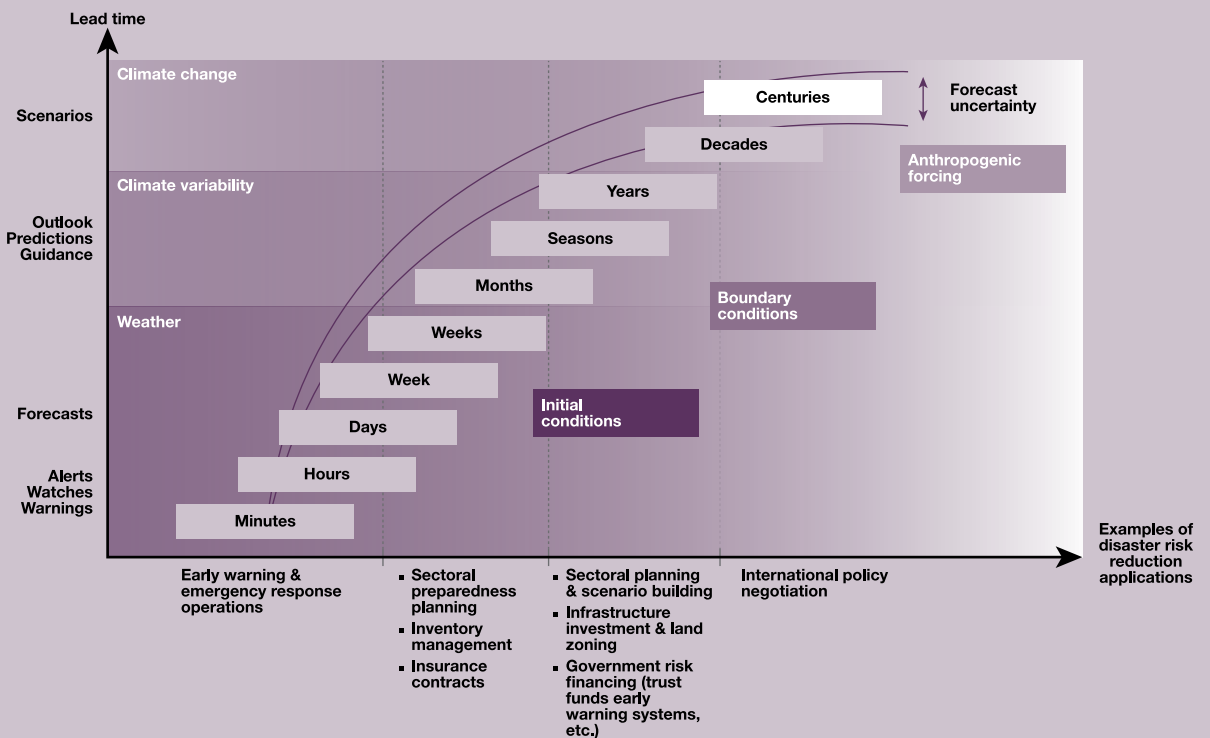 Lead time
Climate change
Scenarios
Centuries
Forecast
uncertainty
Decades
Anthropogenic
forcing
Climate variability
Years
Outlook
Predictions
Guidance
Seasons
Months
Boundary
conditions
Weather
Weeks
Week
Initial
conditions
Forecasts
Days
Alerts
Watches
Warnings
Hours
Minutes
Examples of
disaster risk
reduction
applications
Early warning &
emergency response
operations
▪ Sectoral
preparedness
planning
▪ Inventory
management
▪ Insurance
contracts
▪ Sectoral planning
& scenario building
▪ Infrastructure
investment & land
zoning
▪ Government risk
financing (trust
funds early
warning systems,
etc.)
International policy
negotiation